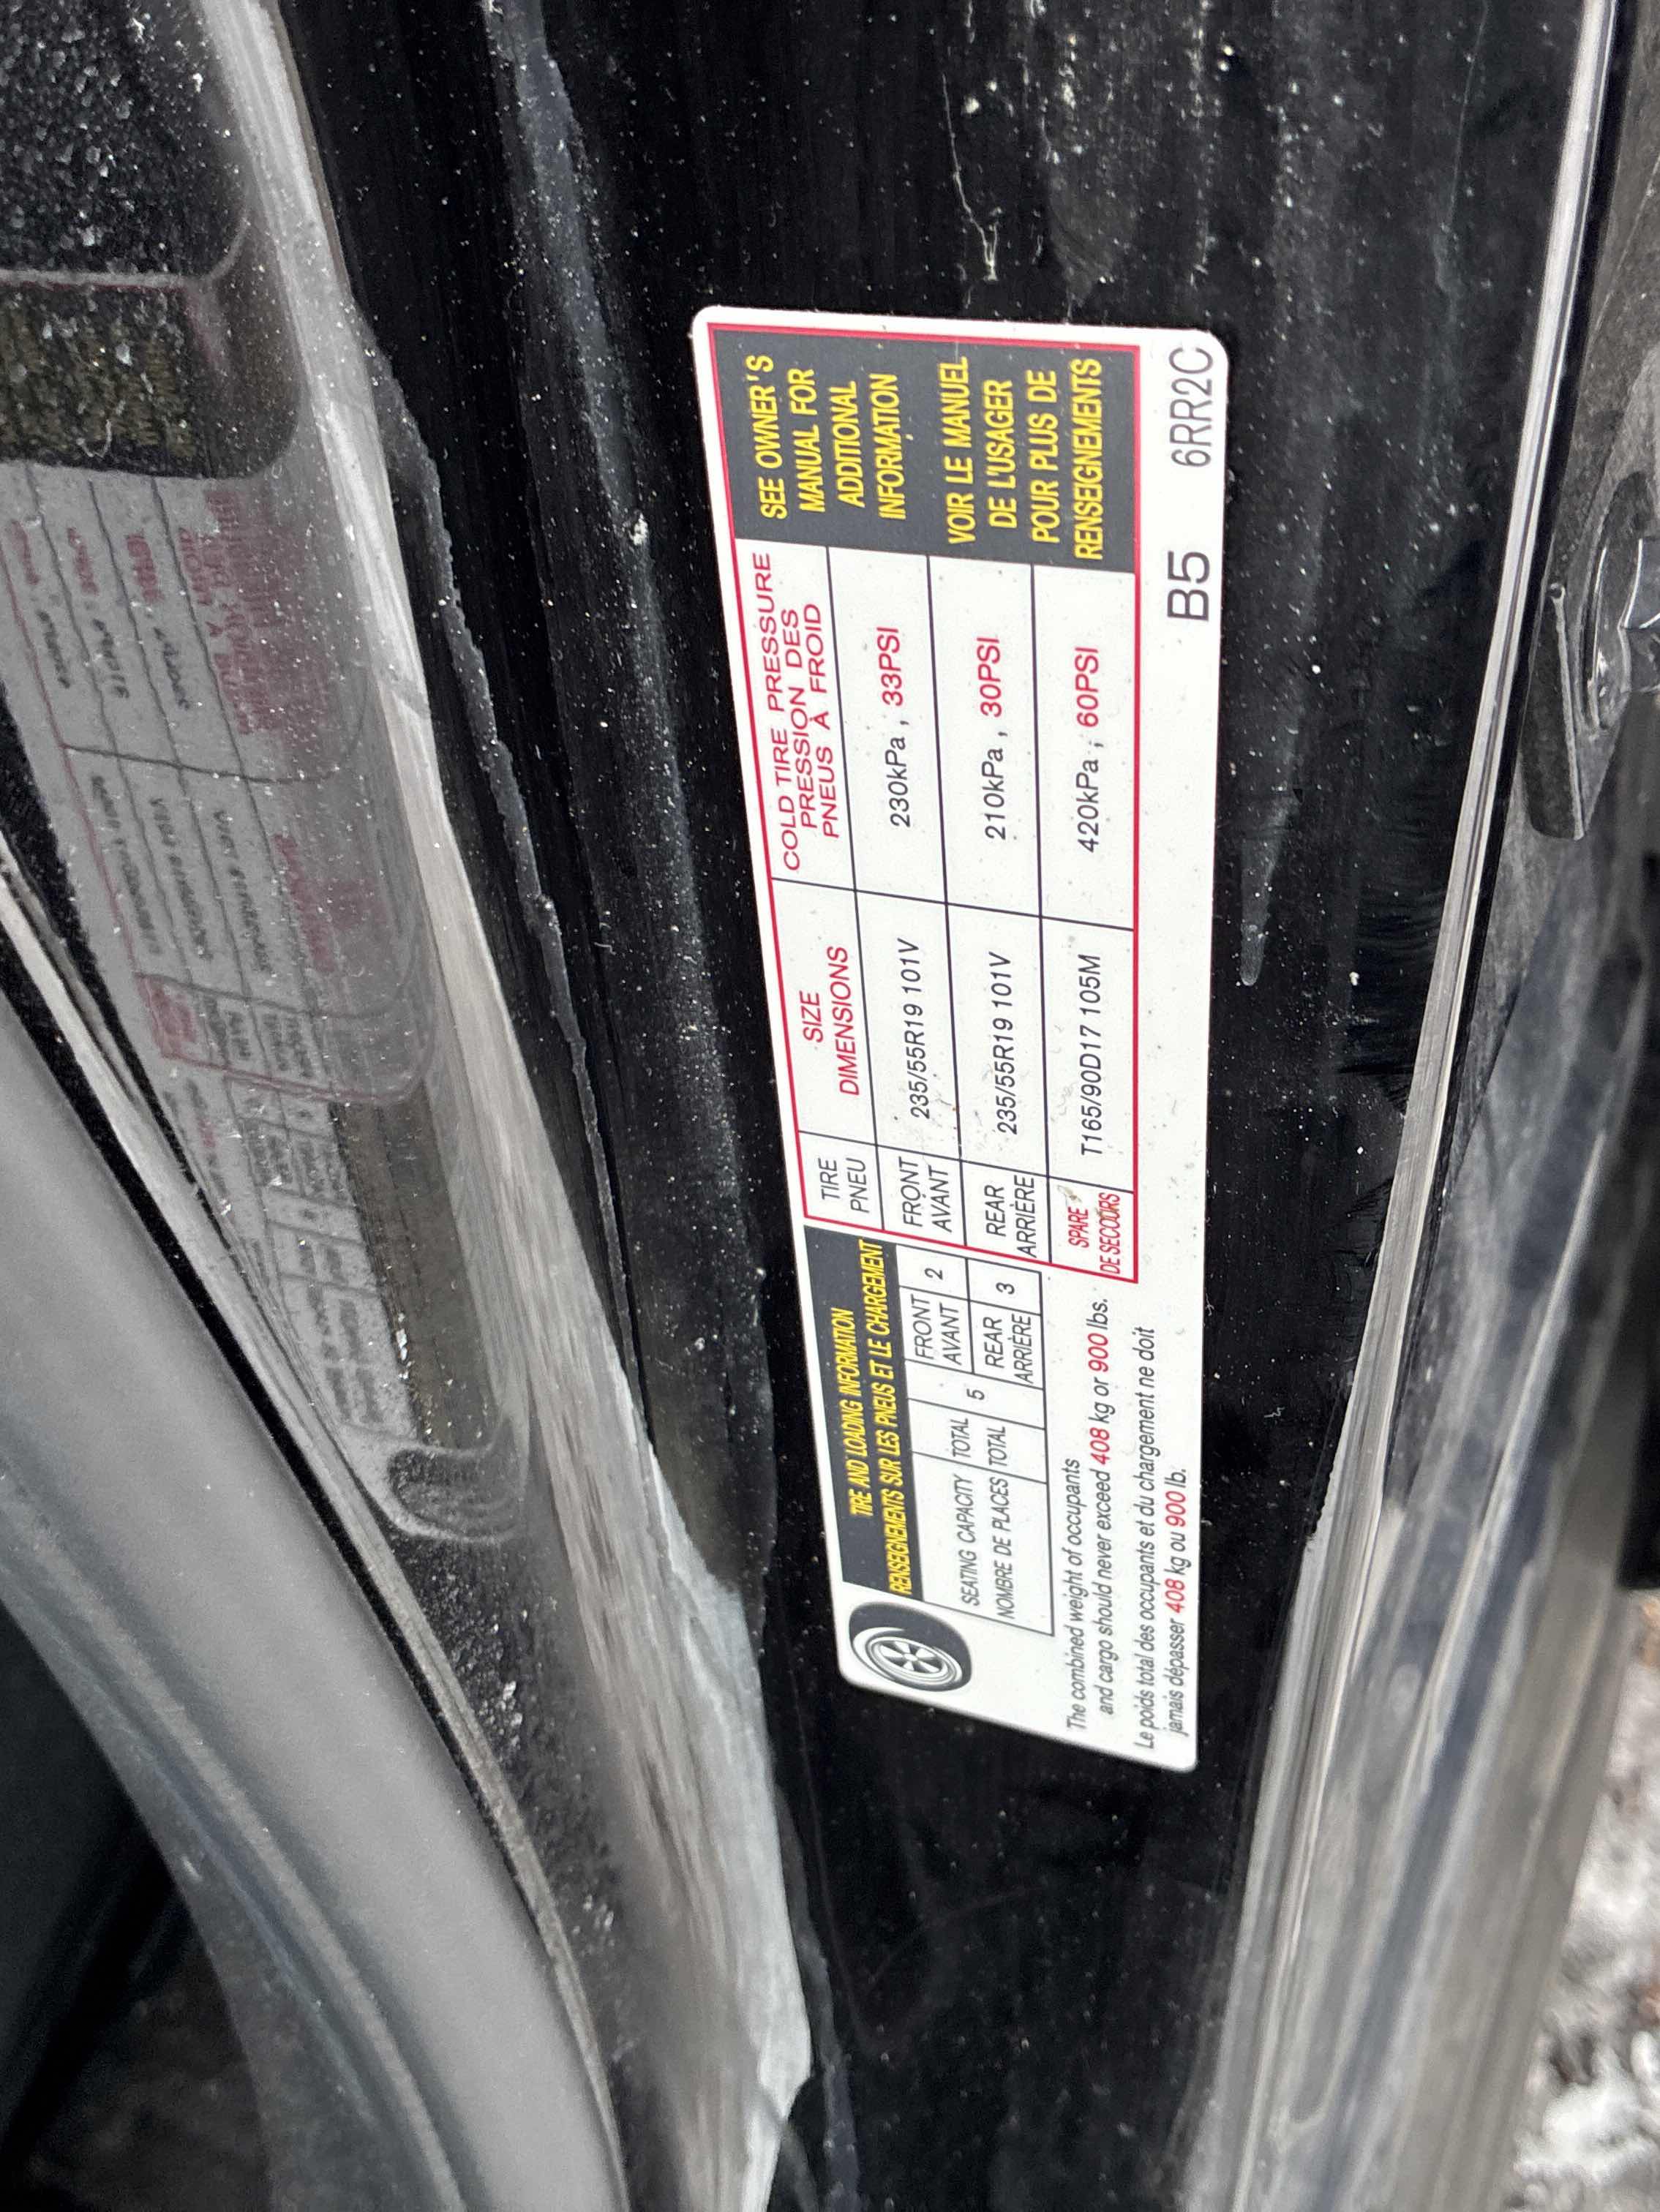 TIRE AND LOADING INFORMATION
RENSEIGNEMENTS SUR LES PNEUS ET LE CHARGEMENT
SEATING CAPACITY TOTAL 5 FRONT 2
NOMBRE DE PLACES TOTAL AVANT
REAR 3
ARRIÈRE
The combined weight of occupants
and cargo should never exceed 408 kg or 900 lbs.
Le poids total des occupants et du chargement ne doit
jamais dépasser 408 kg ou 900 lb.
TIRE
PNEU
SIZE
DIMENSIONS
COLD TIRE PRESSURE
PRESSION DES
PNEUS À FROID
FRONT
AVANT
235/55R19 101V
230kPa, 33PSI
REAR
ARRIÈRE
235/55R19 101V
210kPa, 30PSI
SPARE
DE SECOURS
T165/90D17 105M
420kPa, 60PSI
SEE OWNER'S
MANUAL FOR
ADDITIONAL
INFORMATION
VOIR LE MANUEL
DE L'USAGER
POUR PLUS DE
RENSEIGNEMENTS
B5 6RR2C